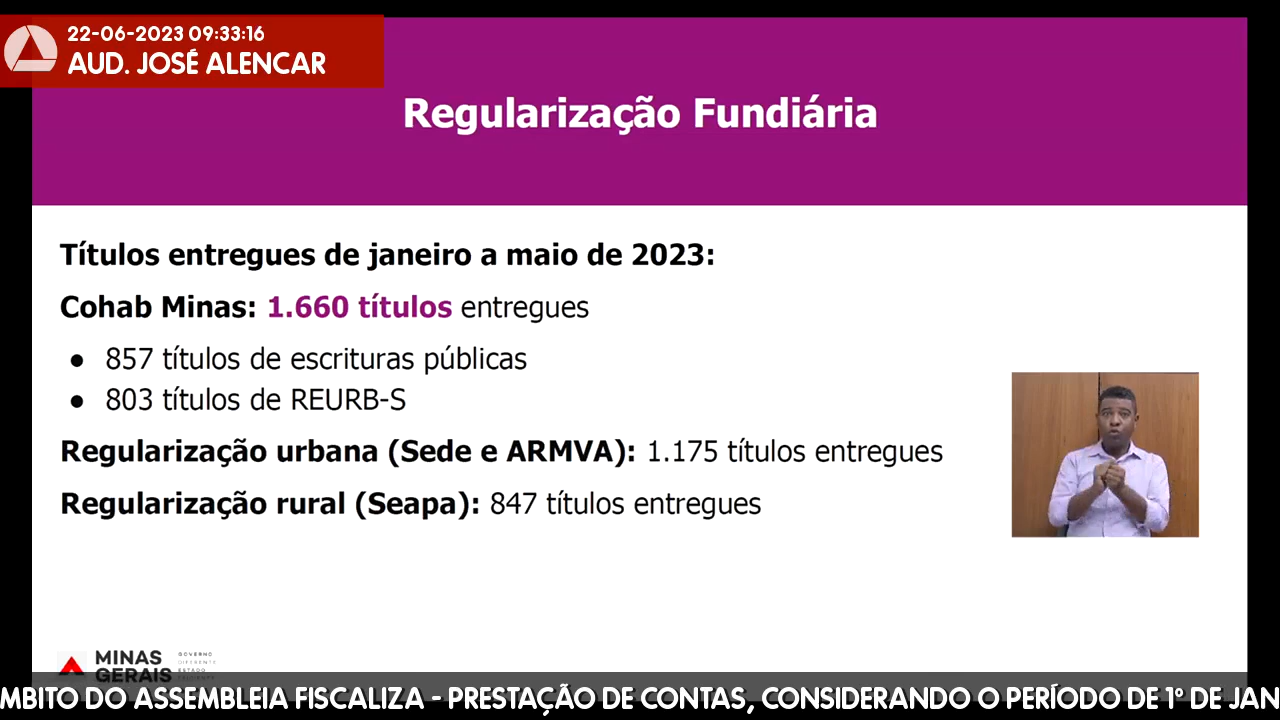 22-06-2023 09:33:16
AUD. JOSÉ ALENCAR
Regularização Fundiária
Títulos entregues de janeiro a maio de 2023:
Cohab Minas: 1.660 títulos entregues
● 857 títulos de escrituras públicas
● 803 títulos de REURB-S
Regularização urbana (Sede e ARMVA): 1.175 títulos entregues
Regularização rural (Seapa): 847 títulos entregues
MINAS
GERAIS
GOVERNO
DIFERENTE
ESTADO
MBITO DO ASSEMBLEIA FISCALIZA - PRESTAÇÃO DE CONTAS, CONSIDERANDO O PERÍODO DE 1º DE JAN